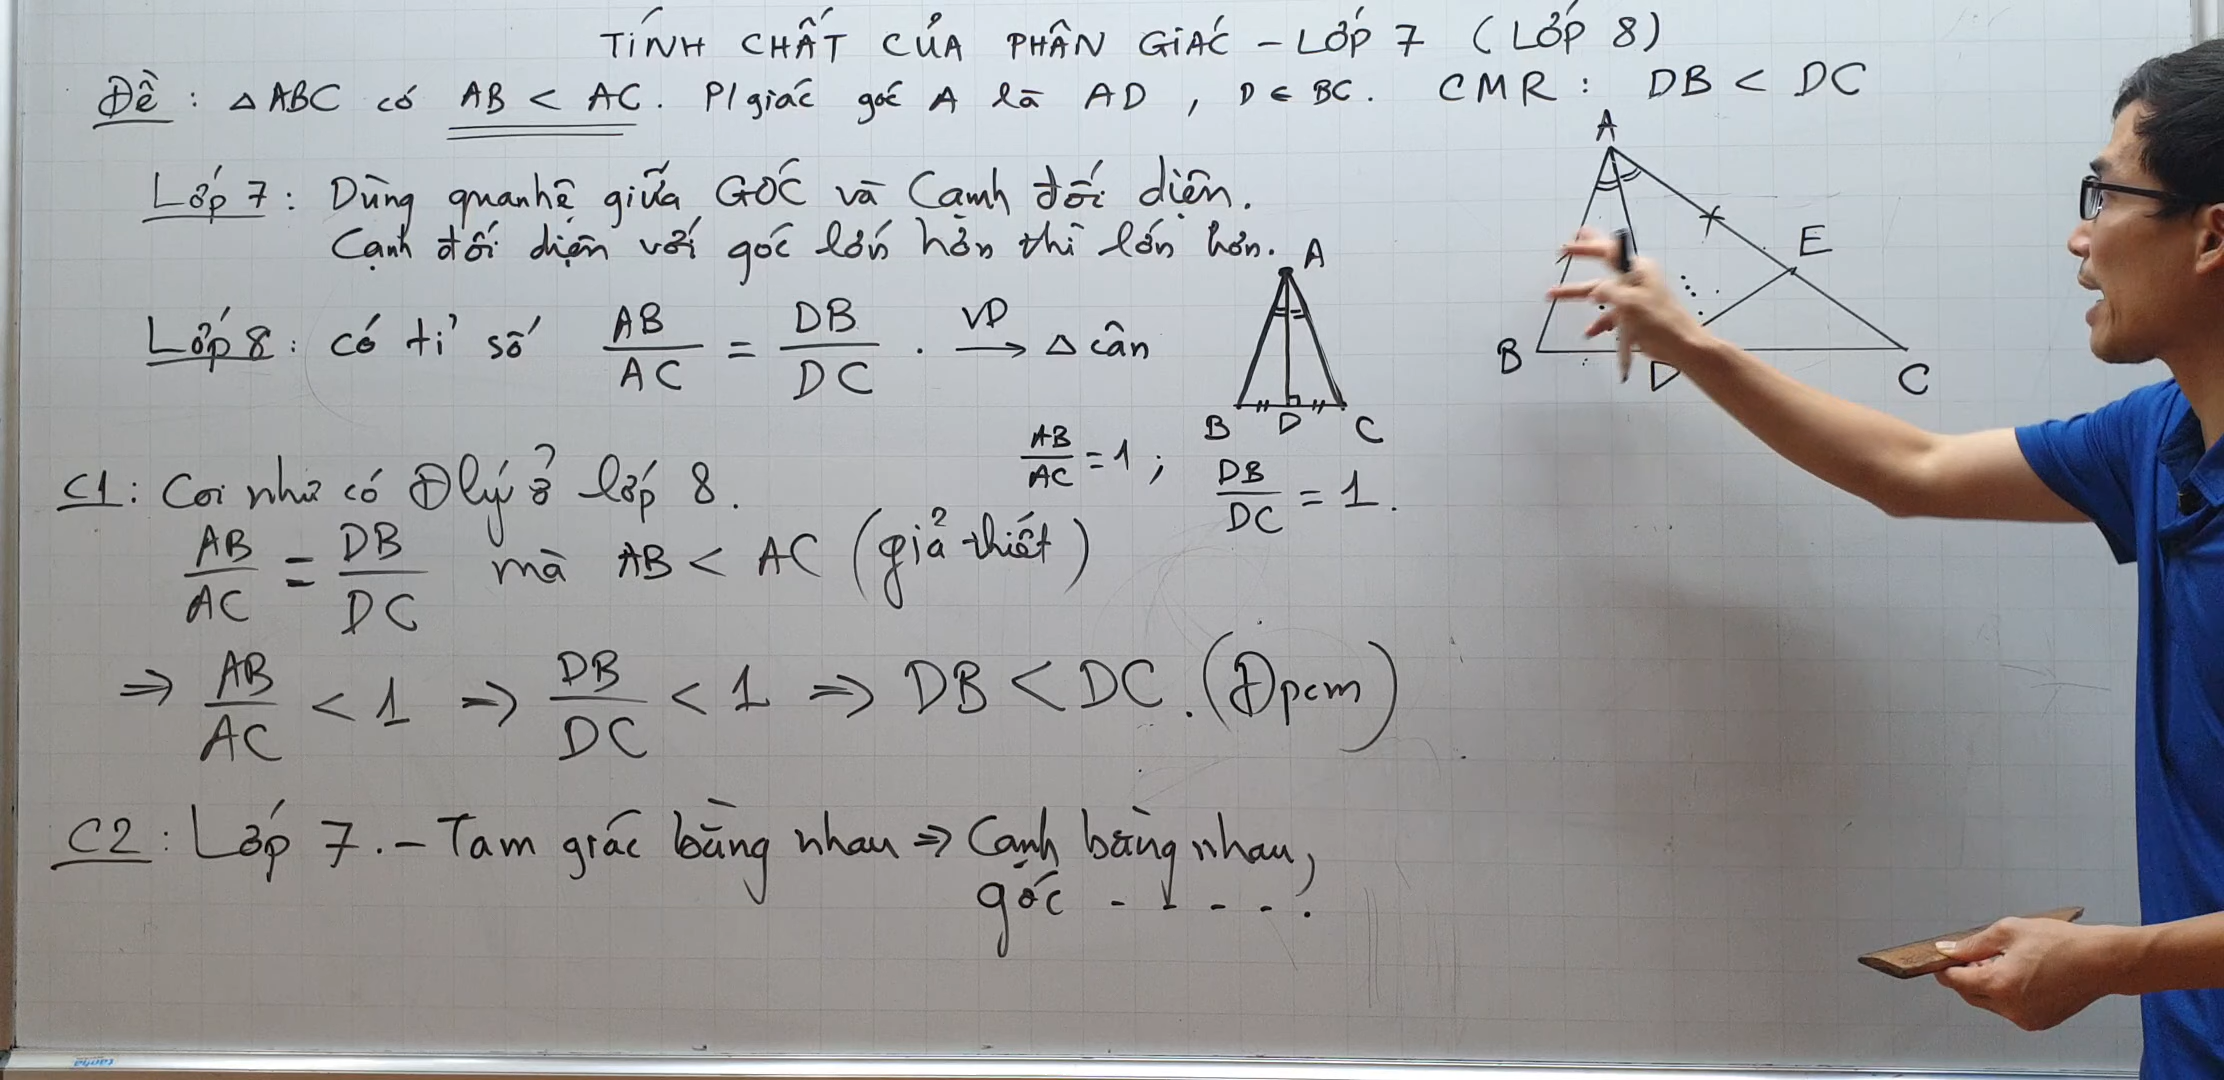 TÍNH CHẤT CỦA PHÂN GIÁC - LỚP 7 (LỚP 8)
Đề : △ABC có AB < AC. P/giác góc A là AD , D ∈ BC. CMR : DB < DC
Lớp 7 : Dùng quan hệ giữa GÓC và Cạnh đối diện.
Cạnh đối diện với góc lớn hơn thì lớn hơn.
Lớp 8 : có tỉ số AB/AC = DB/DC . VD → △ cân
A
B D C
A
E
B D C
AB/AC = 1 ; DB/DC = 1.
C1 : Coi như có Đlý ở lớp 8.
AB/AC = DB/DC mà AB < AC (giả thiết)
⇒ AB/AC < 1 ⇒ DB/DC < 1 ⇒ DB < DC. (Đpcm)
C2 : Lớp 7. - Tam giác bằng nhau ⇒ Cạnh bằng nhau,
góc - - - - .